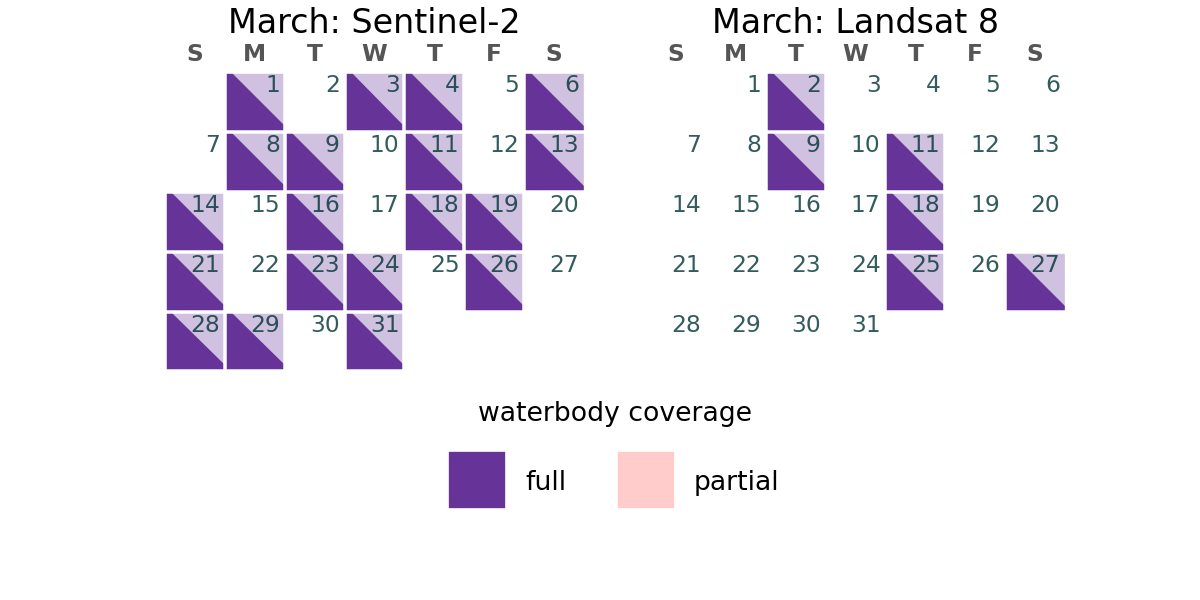 March: Sentinel-2
S M T W T F S
1 2 3 4 5 6
7 8 9 10 11 12 13
14 15 16 17 18 19 20
21 22 23 24 25 26 27
28 29 30 31
March: Landsat 8
S M T W T F S
1 2 3 4 5 6
7 8 9 10 11 12 13
14 15 16 17 18 19 20
21 22 23 24 25 26 27
28 29 30 31
waterbody coverage
full partial